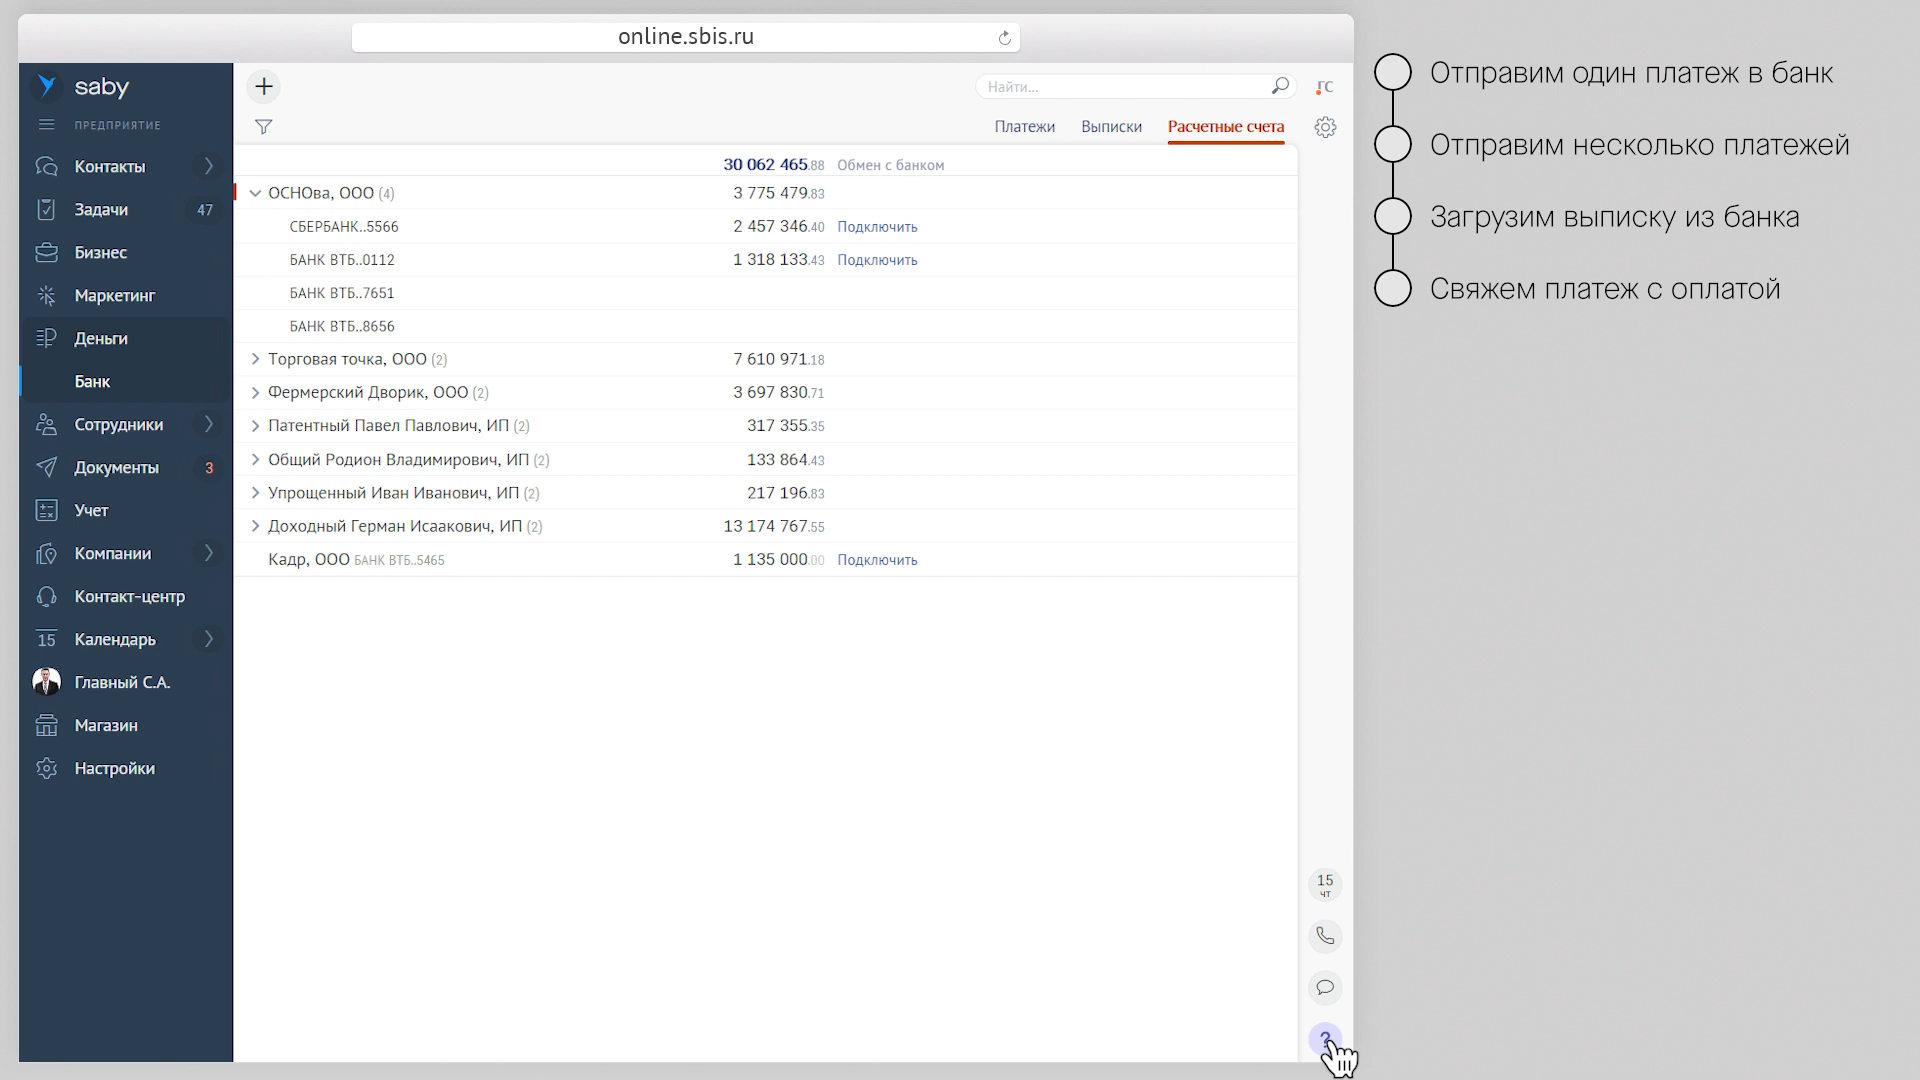 online.sbis.ru
saby
ПРЕДПРИЯТИЕ
Контакты
Задачи 47
Бизнес
Маркетинг
Деньги
Банк
Сотрудники
Документы 3
Учет
Компании
Контакт-центр
15 Календарь
Главный С.А.
Магазин
Настройки
Найти...
ГС
Платежи Выписки Расчетные счета
30 062 465.88 Обмен с банком
ОСНОва, ООО (4) 3 775 479.83
СБЕРБАНК..5566 2 457 346.40 Подключить
БАНК ВТБ..0112 1 318 133.43 Подключить
БАНК ВТБ..7651
БАНК ВТБ..8656
Торговая точка, ООО (2) 7 610 971.18
Фермерский Дворик, ООО (2) 3 697 830.71
Патентный Павел Павлович, ИП (2) 317 355.35
Общий Родион Владимирович, ИП (2) 133 864.43
Упрощенный Иван Иванович, ИП (2) 217 196.83
Доходный Герман Исаакович, ИП (2) 13 174 767.55
Кадр, ООО БАНК ВТБ..5465 1 135 000.00 Подключить
15
чт
?
Отправим один платеж в банк
Отправим несколько платежей
Загрузим выписку из банка
Свяжем платеж с оплатой